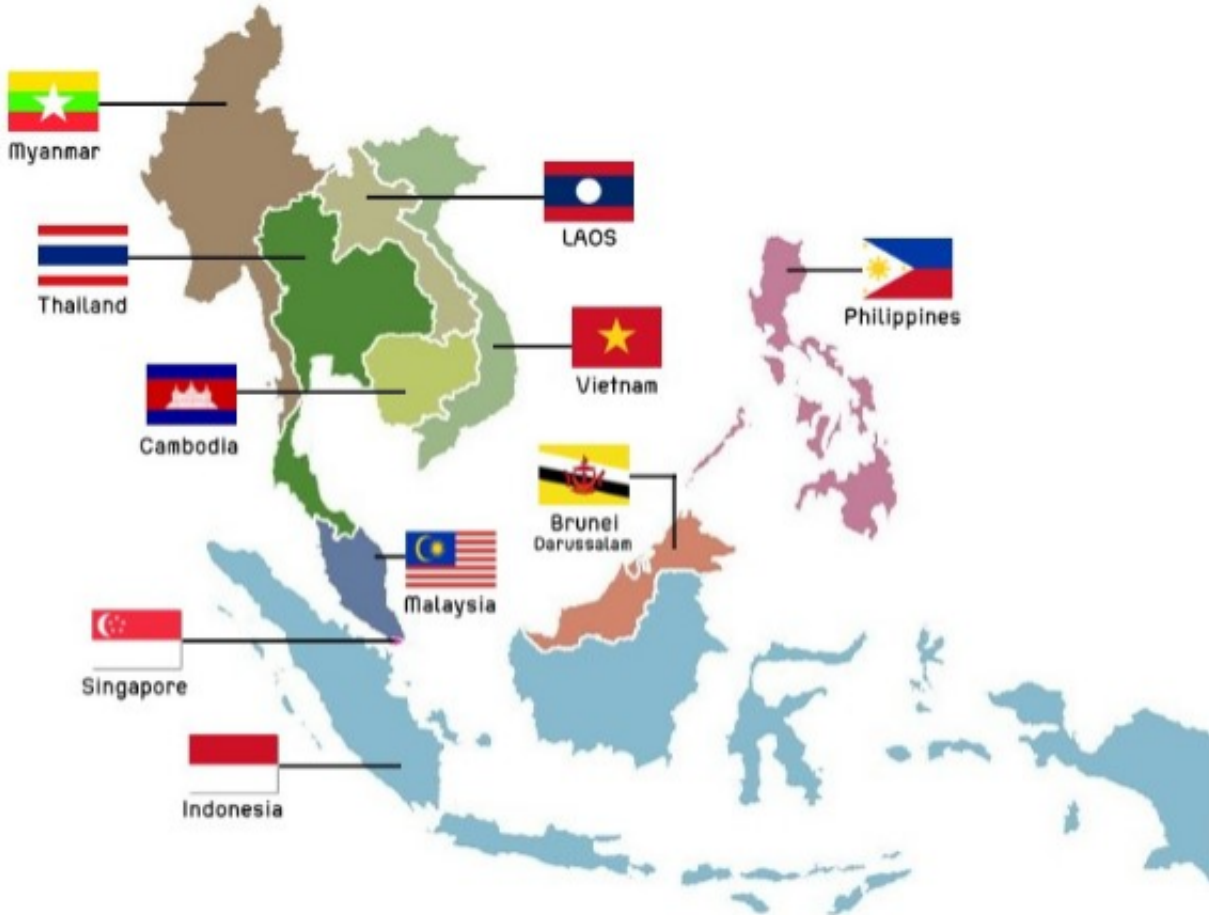 Myanmar
LAOS
Thailand
Philippines
Vietnam
Cambodia
Brunei
Darussalam
Malaysia
Singapore
Indonesia